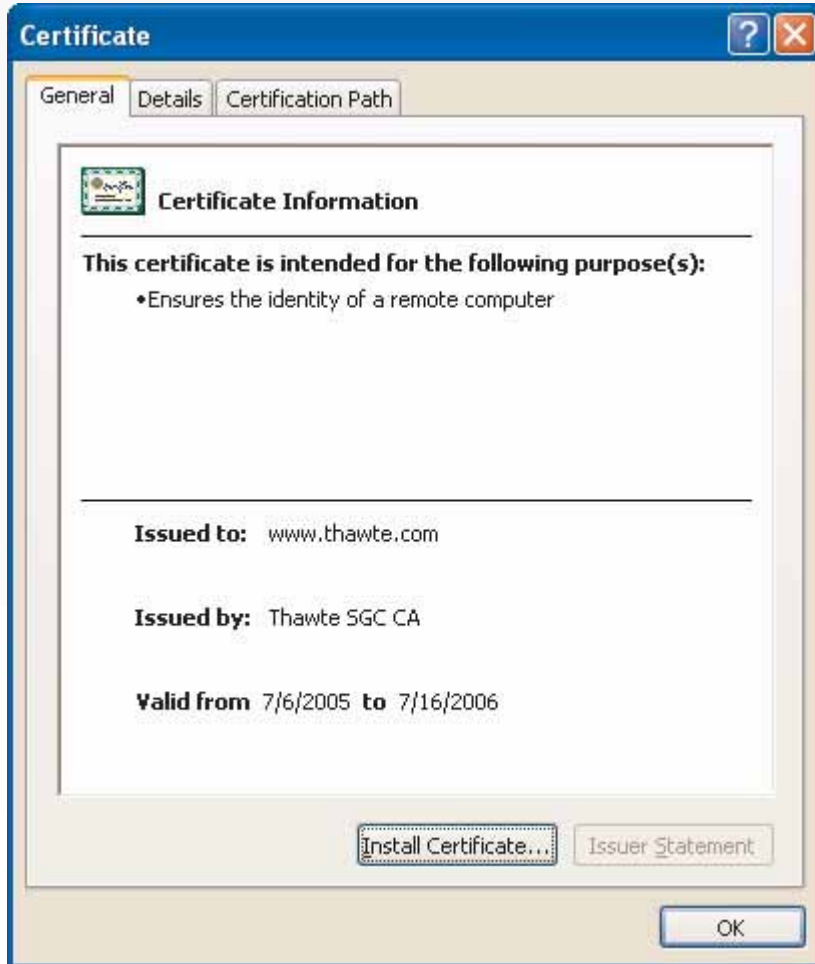 Certificate
General
Details
Certification Path
Certificate Information
This certificate is intended for the following purpose(s):
•Ensures the identity of a remote computer
Issued to: www.thawte.com
Issued by: Thawte SGC CA
Valid from 7/6/2005 to 7/16/2006
Install Certificate...
Issuer Statement
OK